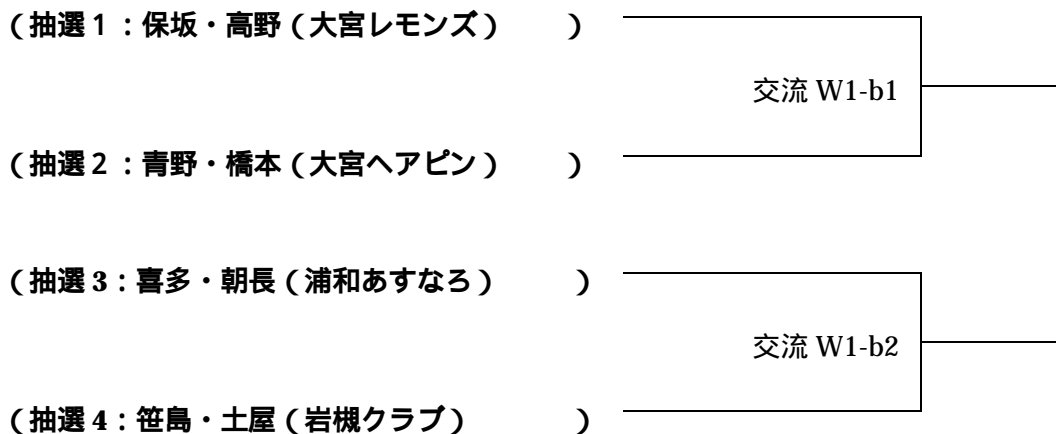 （抽選１：保坂・高野（大宮レモンズ）　　）
交流 W1-b1
（抽選２：青野・橋本（大宮ヘアピン）　　）
（抽選3：喜多・朝長（浦和あすなろ）　　）
交流 W1-b2
（抽選4：笹島・土屋（岩槻クラブ）　　　）